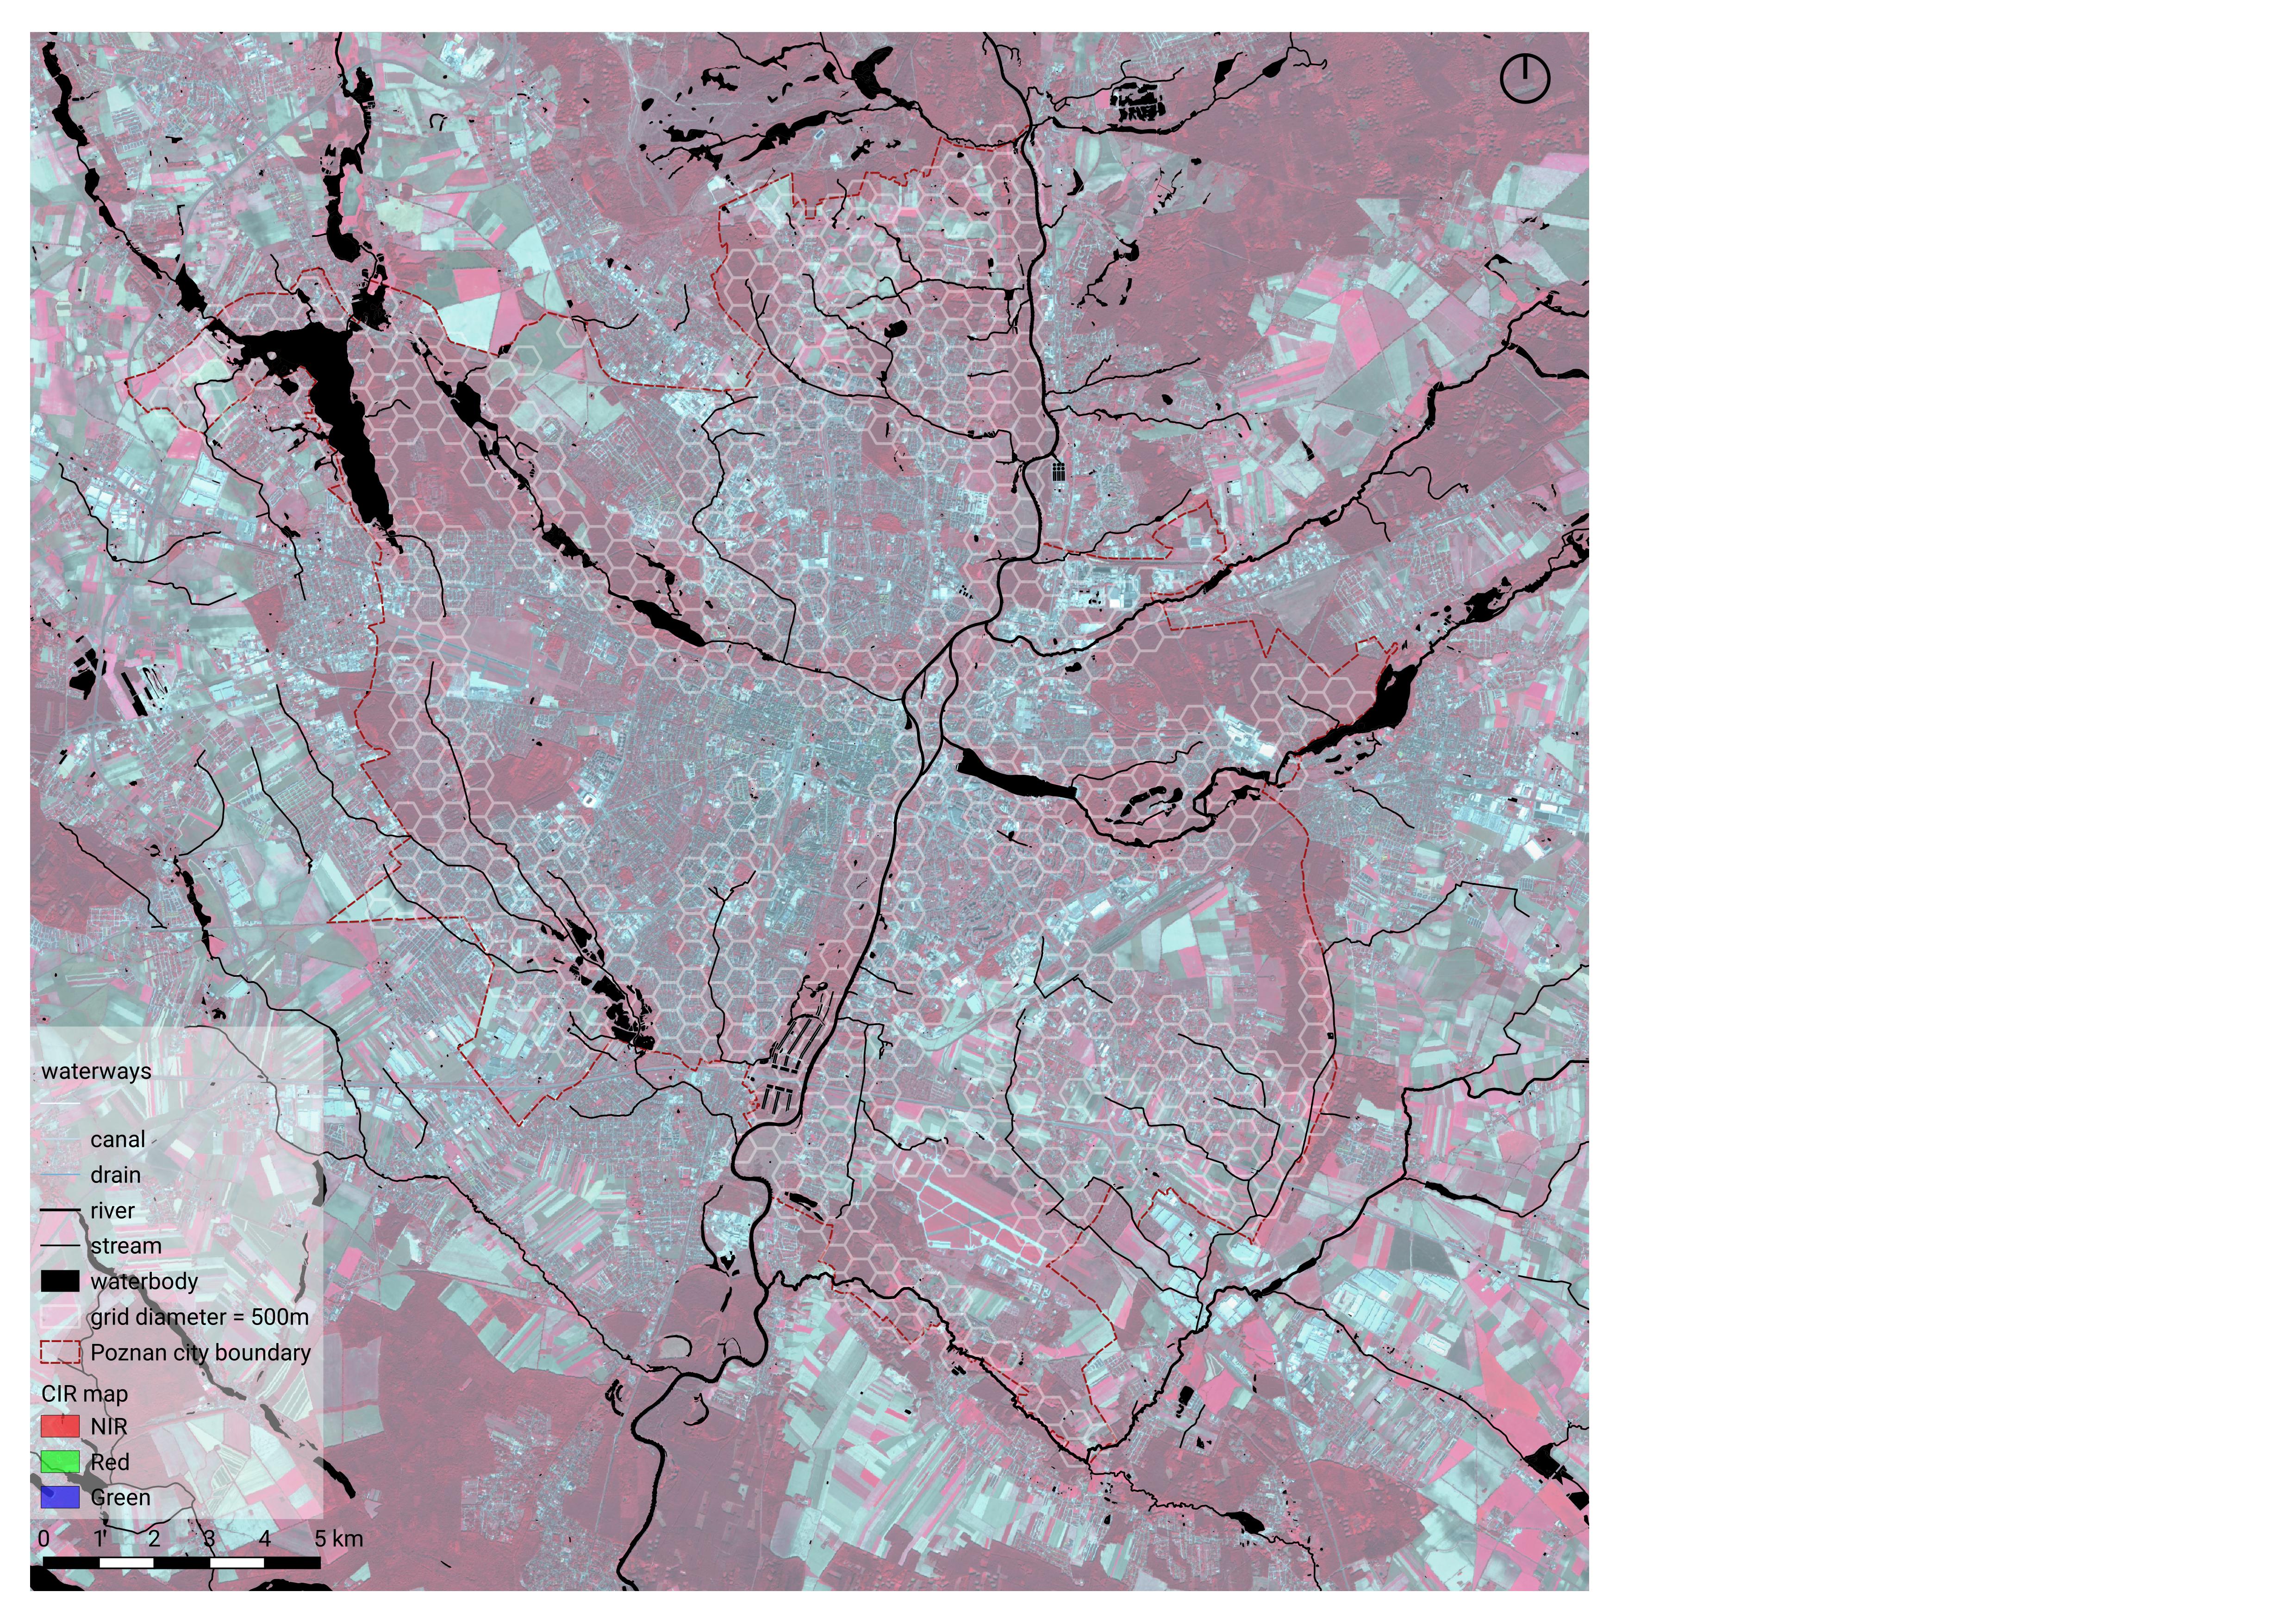 waterways
canal
drain
river
stream
waterbody
grid diameter = 500m
Poznan city boundary
CIR map
NIR
Red
Green
0 1 2 3 4 5 km